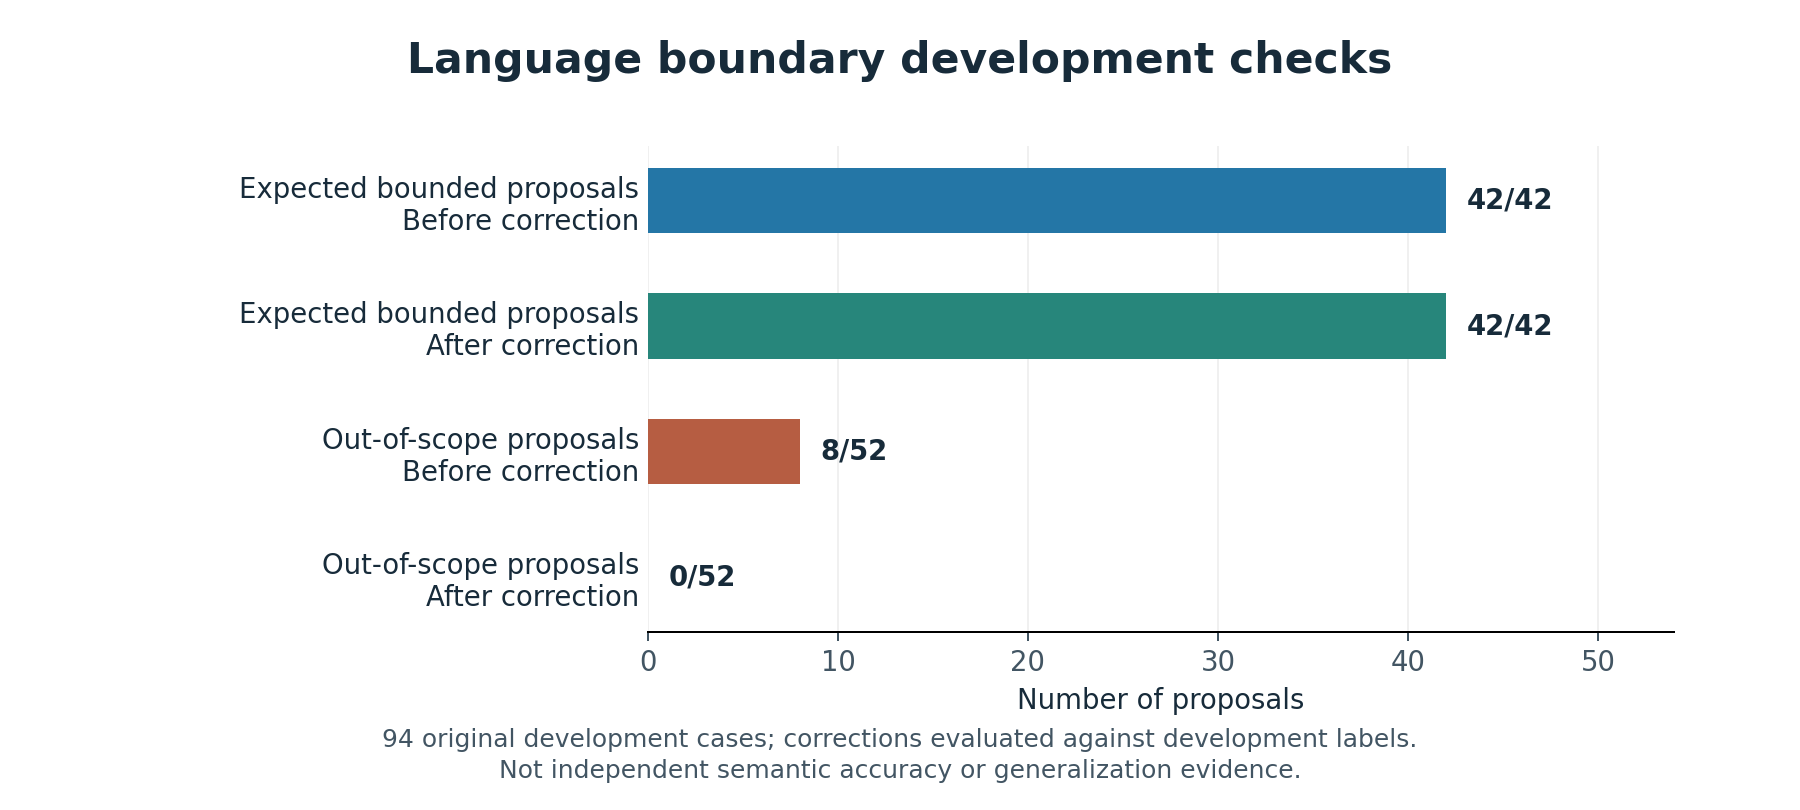 Language boundary development checks
Expected bounded proposals
Before correction
42/42
Expected bounded proposals
After correction
42/42
Out-of-scope proposals
Before correction
8/52
Out-of-scope proposals
After correction
0/52
0 10 20 30 40 50
Number of proposals
94 original development cases; corrections evaluated against development labels.
Not independent semantic accuracy or generalization evidence.